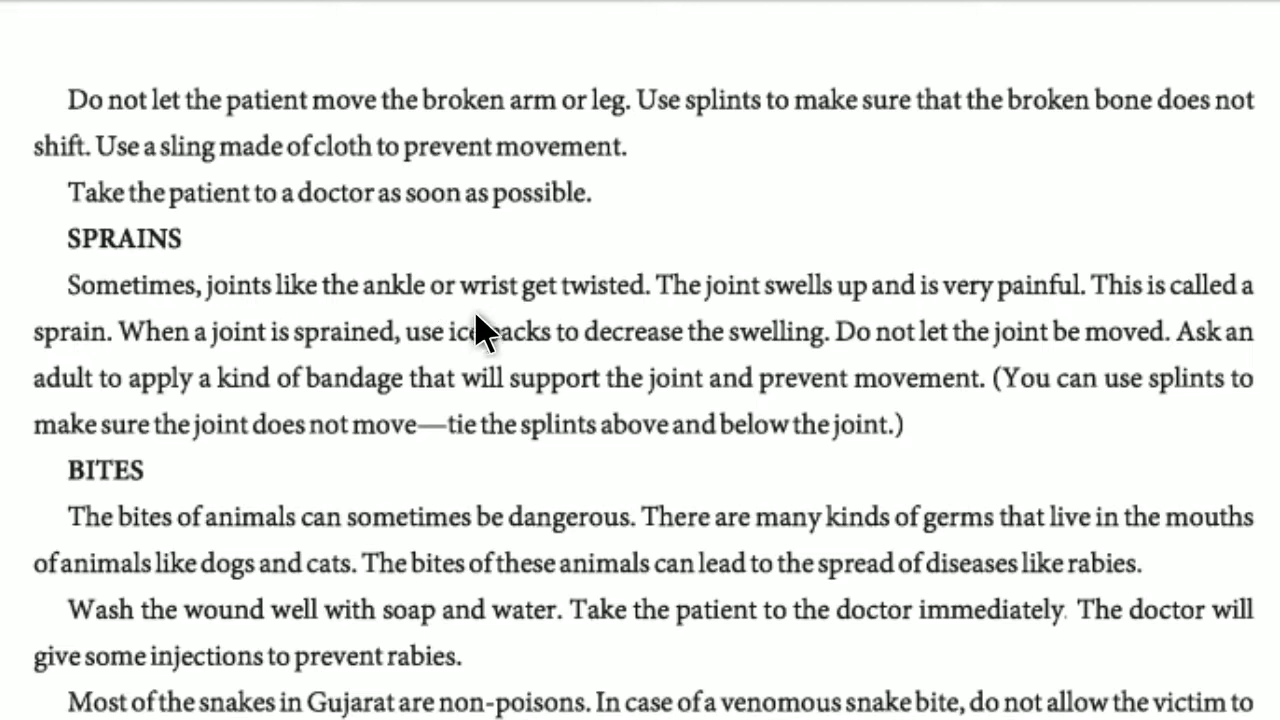 Do not let the patient move the broken arm or leg. Use splints to make sure that the broken bone does not
shift. Use a sling made of cloth to prevent movement.
Take the patient to a doctor as soon as possible.
SPRAINS
Sometimes, joints like the ankle or wrist get twisted. The joint swells up and is very painful. This is called a
sprain. When a joint is sprained, use ice packs to decrease the swelling. Do not let the joint be moved. Ask an
adult to apply a kind of bandage that will support the joint and prevent movement. (You can use splints to
make sure the joint does not move—tie the splints above and below the joint.)
BITES
The bites of animals can sometimes be dangerous. There are many kinds of germs that live in the mouths
of animals like dogs and cats. The bites of these animals can lead to the spread of diseases like rabies.
Wash the wound well with soap and water. Take the patient to the doctor immediately. The doctor will
give some injections to prevent rabies.
Most of the snakes in Gujarat are non-poisons. In case of a venomous snake bite, do not allow the victim to